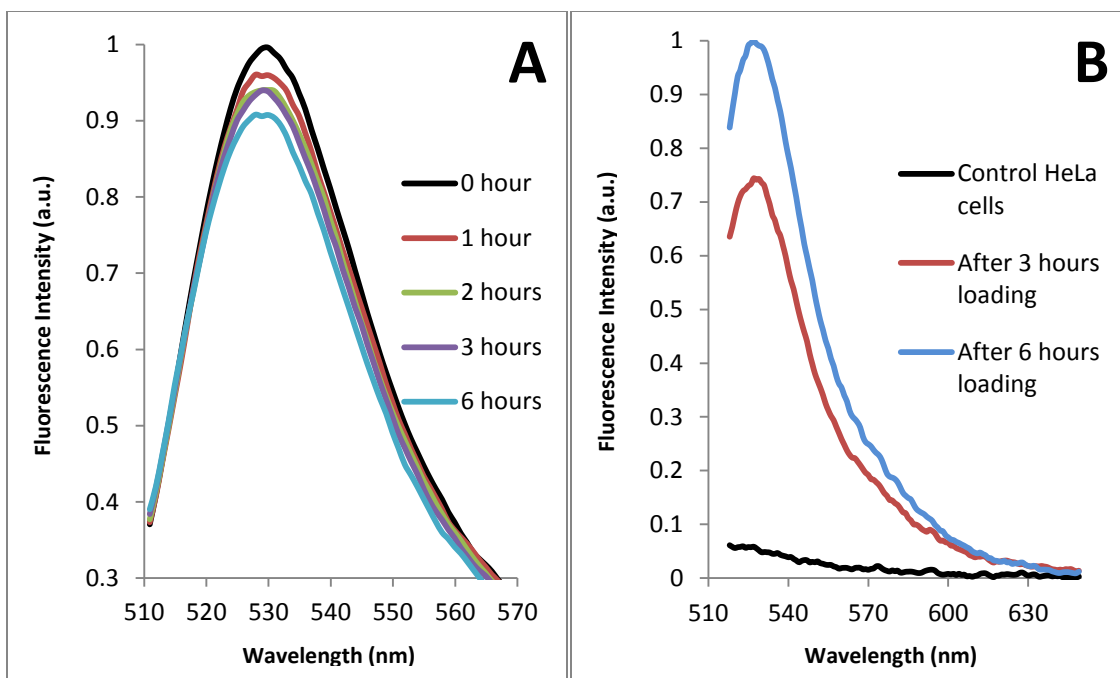 A
1
0.9
0.8
0.7
0.6
0.5
0.4
0.3
Fluorescence Intensity (a.u.)
0 hour
1 hour
2 hours
3 hours
6 hours
510 520 530 540 550 560 570
Wavelength (nm)
B
1
0.9
0.8
0.7
0.6
0.5
0.4
0.3
0.2
0.1
0
Fluorescence Intensity (a.u.)
Control HeLa
cells
After 3 hours
loading
After 6 hours
loading
510 540 570 600 630
Wavelength (nm)